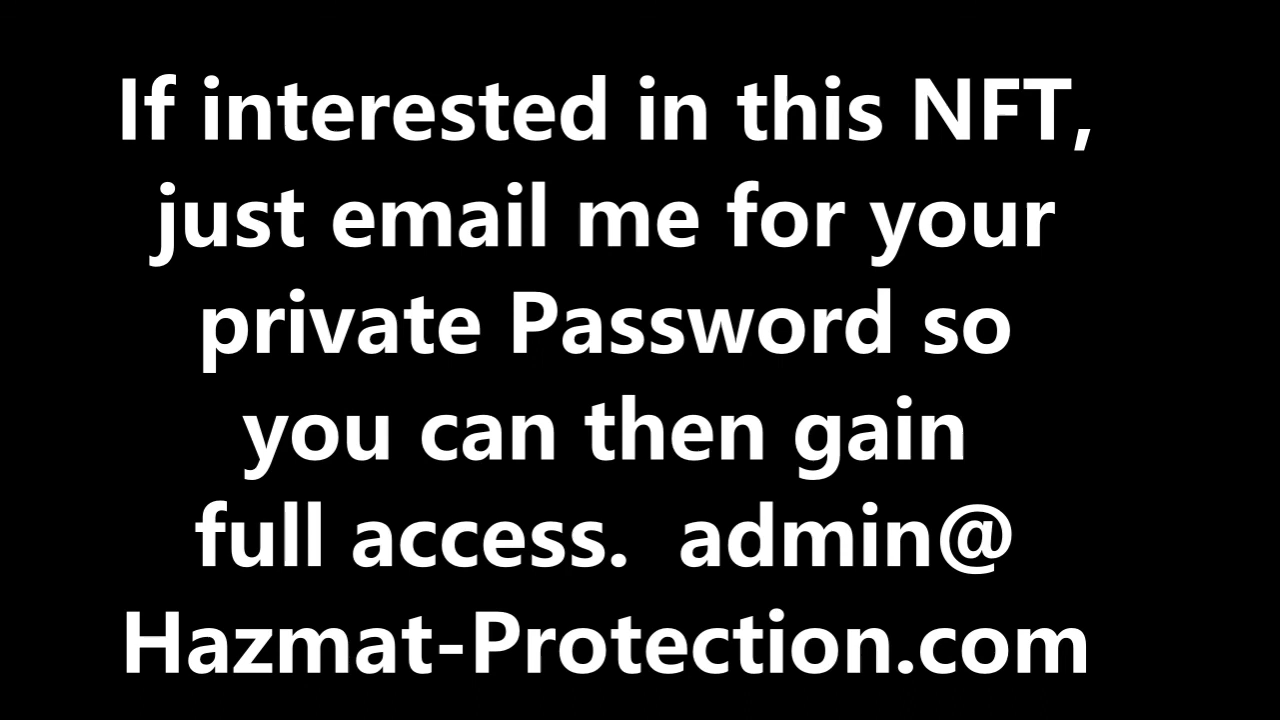 If interested in this NFT,
just email me for your
private Password so
you can then gain
full access.  admin@
Hazmat-Protection.com